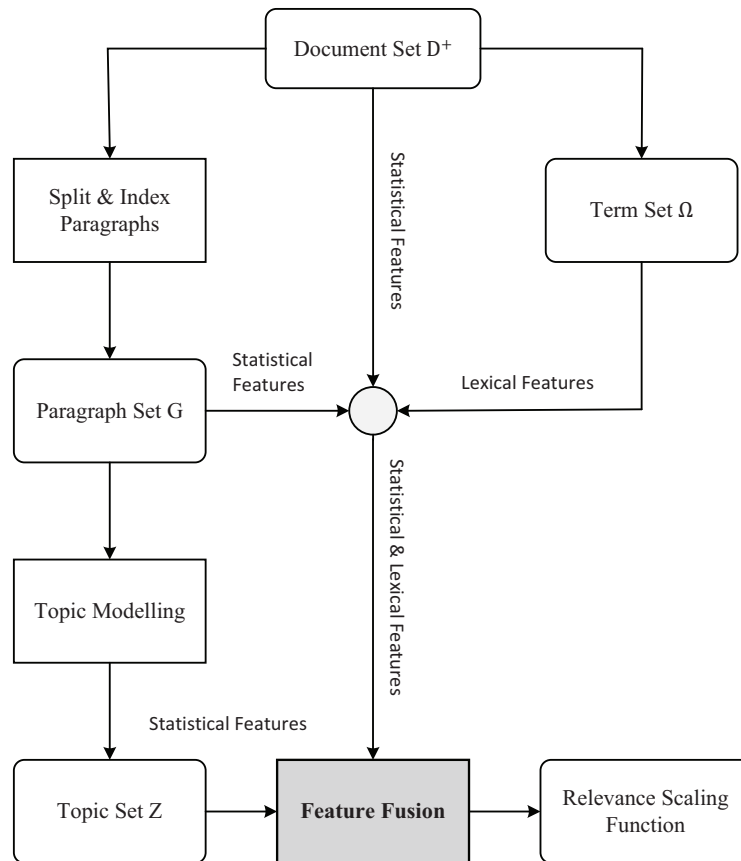 Document Set D⁺
Statistical Features
Split & Index
Paragraphs
Term Set Ω
Statistical
Features
Lexical Features
Paragraph Set G
Statistical & Lexical Features
Topic Modelling
Statistical Features
Topic Set Z
Feature Fusion
Relevance Scaling
Function